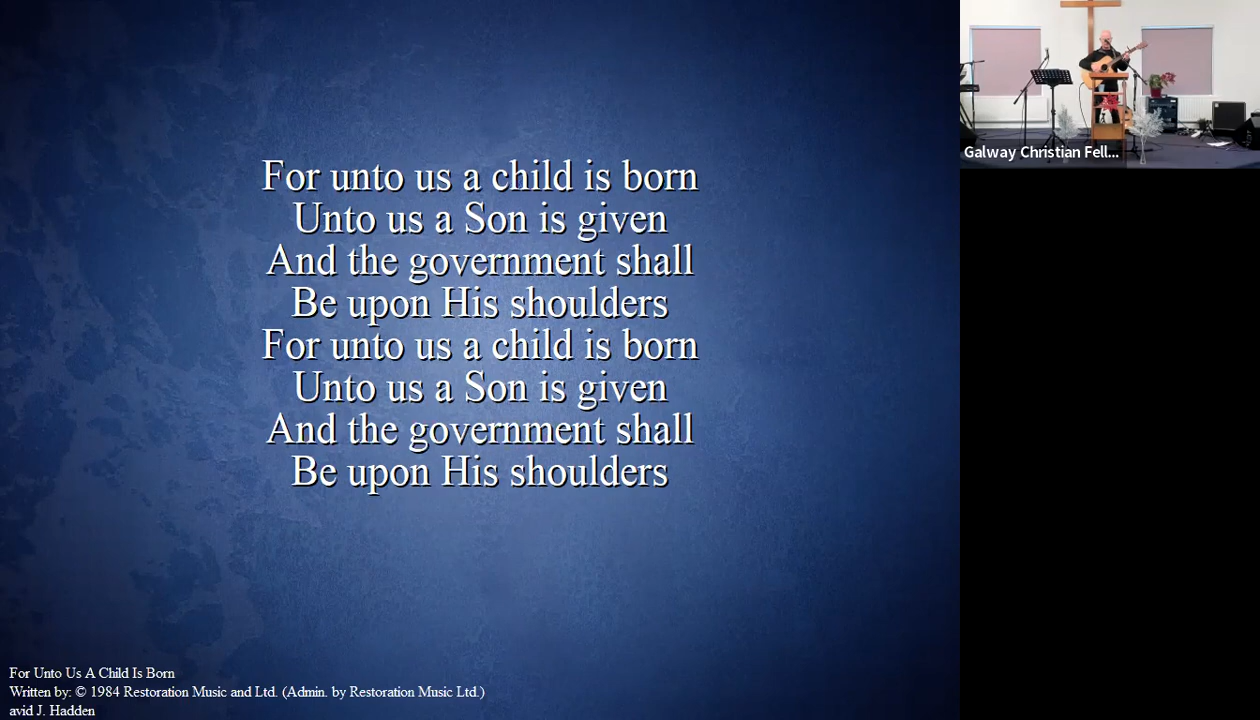 For unto us a child is born
Unto us a Son is given
And the government shall
Be upon His shoulders
For unto us a child is born
Unto us a Son is given
And the government shall
Be upon His shoulders
For Unto Us A Child Is Born
Written by: © 1984 Restoration Music and Ltd. (Admin. by Restoration Music Ltd.)
avid J. Hadden
Galway Christian Fell...